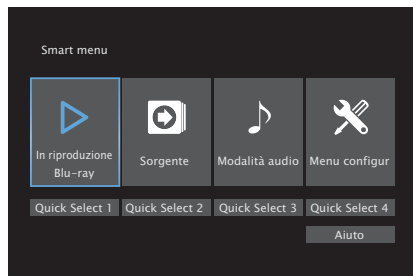 Smart menu
In riproduzione
Blu-ray
Sorgente
Modalità audio
Menu configur
Quick Select 1
Quick Select 2
Quick Select 3
Quick Select 4
Aiuto